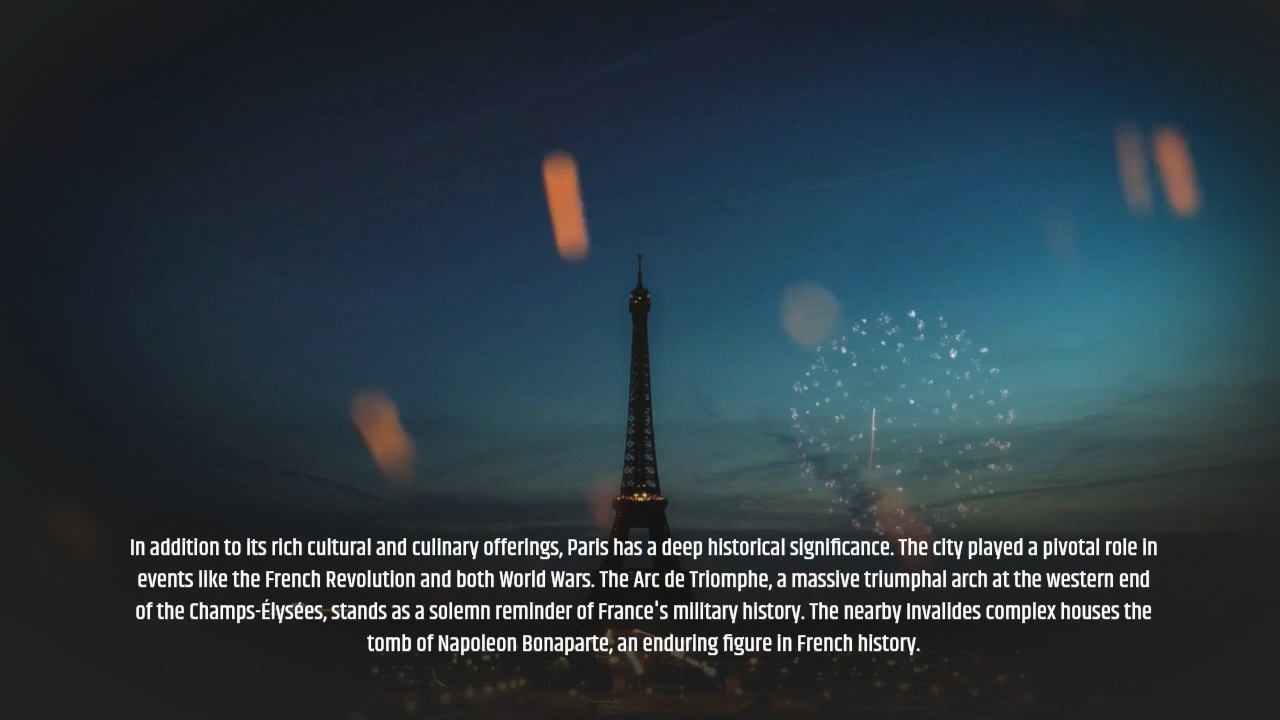 In addition to its rich cultural and culinary offerings, Paris has a deep historical significance. The city played a pivotal role in
events like the French Revolution and both World Wars. The Arc de Triomphe, a massive triumphal arch at the western end
of the Champs-Élysées, stands as a solemn reminder of France's military history. The nearby Invalides complex houses the
tomb of Napoleon Bonaparte, an enduring figure in French history.